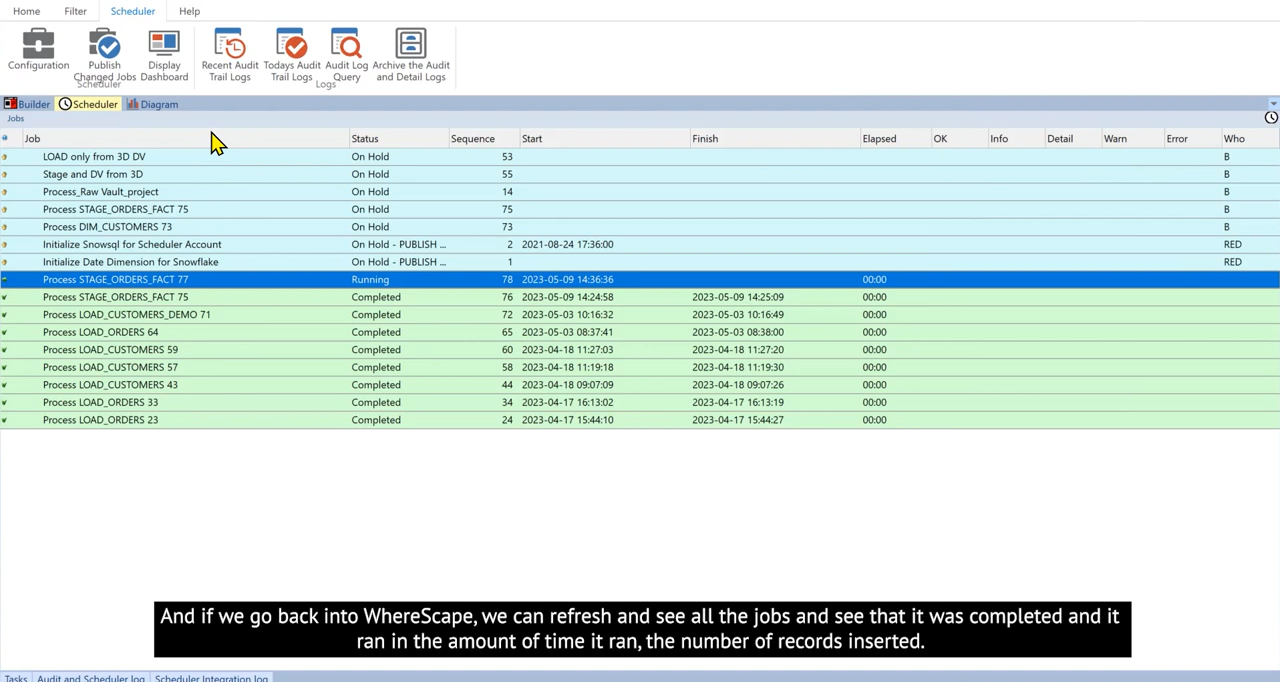 Home Filter Scheduler Help
Configuration Publish Changed Jobs Display Dashboard Recent Audit Trail Logs Todays Audit Trail Logs Audit Log Query Archive the Audit and Detail Logs
Scheduler Logs
Builder Scheduler Diagram
Jobs
Job Status Sequence Start Finish Elapsed OK Info Detail Warn Error Who
LOAD only from 3D DV On Hold 53 B
Stage and DV from 3D On Hold 55 B
Process_Raw Vault_project On Hold 14 B
Process STAGE_ORDERS_FACT 75 On Hold 75 B
Process DIM_CUSTOMERS 73 On Hold 73 B
Initialize Snowsql for Scheduler Account On Hold - PUBLISH ... 2 2021-08-24 17:36:00 RED
Initialize Date Dimension for Snowflake On Hold - PUBLISH ... 1 RED
Process STAGE_ORDERS_FACT 77 Running 78 2023-05-09 14:36:36 00:00
Process STAGE_ORDERS_FACT 75 Completed 76 2023-05-09 14:24:58 2023-05-09 14:25:09 00:00
Process LOAD_CUSTOMERS_DEMO 71 Completed 72 2023-05-03 10:16:32 2023-05-03 10:16:49 00:00
Process LOAD_ORDERS 64 Completed 65 2023-05-03 08:37:41 2023-05-03 08:38:00 00:00
Process LOAD_CUSTOMERS 59 Completed 60 2023-04-18 11:27:03 2023-04-18 11:27:20 00:00
Process LOAD_CUSTOMERS 57 Completed 58 2023-04-18 11:19:18 2023-04-18 11:19:30 00:00
Process LOAD_CUSTOMERS 43 Completed 44 2023-04-18 09:07:09 2023-04-18 09:07:26 00:00
Process LOAD_ORDERS 33 Completed 34 2023-04-17 16:13:02 2023-04-17 16:13:19 00:00
Process LOAD_ORDERS 23 Completed 24 2023-04-17 15:44:10 2023-04-17 15:44:27 00:00
And if we go back into WhereScape, we can refresh and see all the jobs and see that it was completed and it
ran in the amount of time it ran, the number of records inserted.
Tasks Audit and Scheduler log Scheduler Integration log